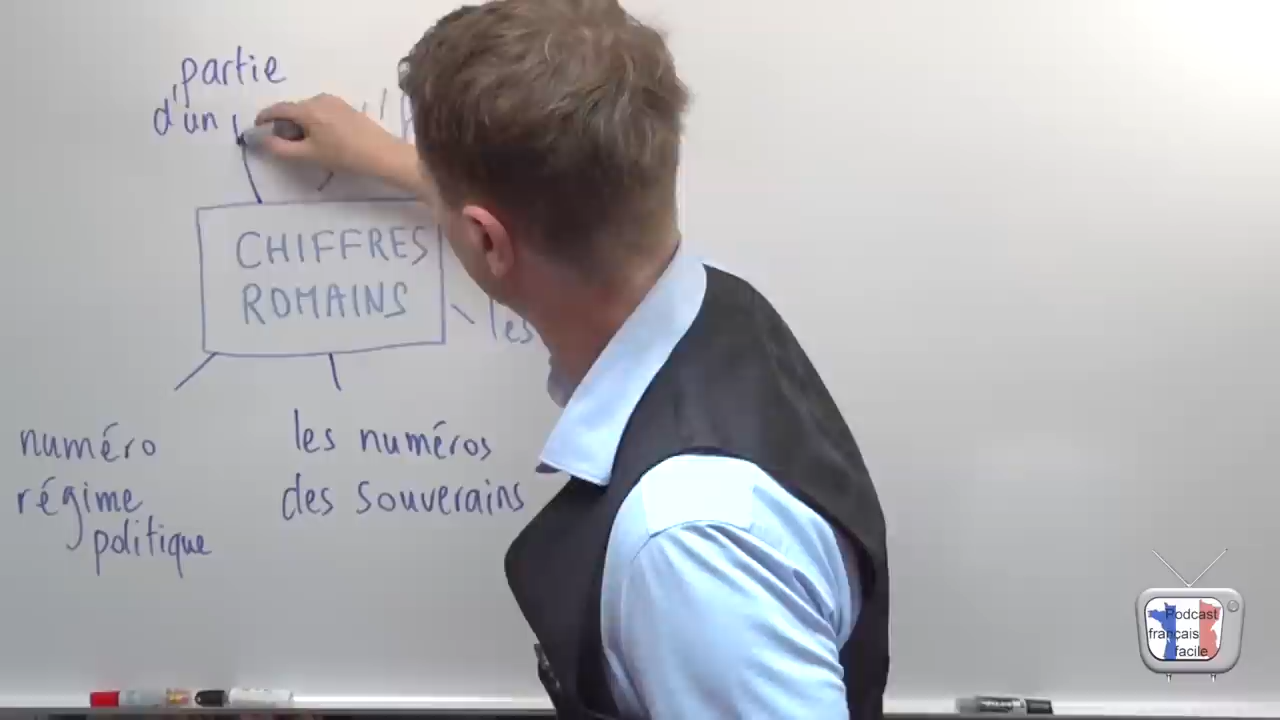 partie
d'un
CHIFFRES
ROMAINS
les
numéro
régime
politique
les numéros
des souverains
Podcast
français
facile